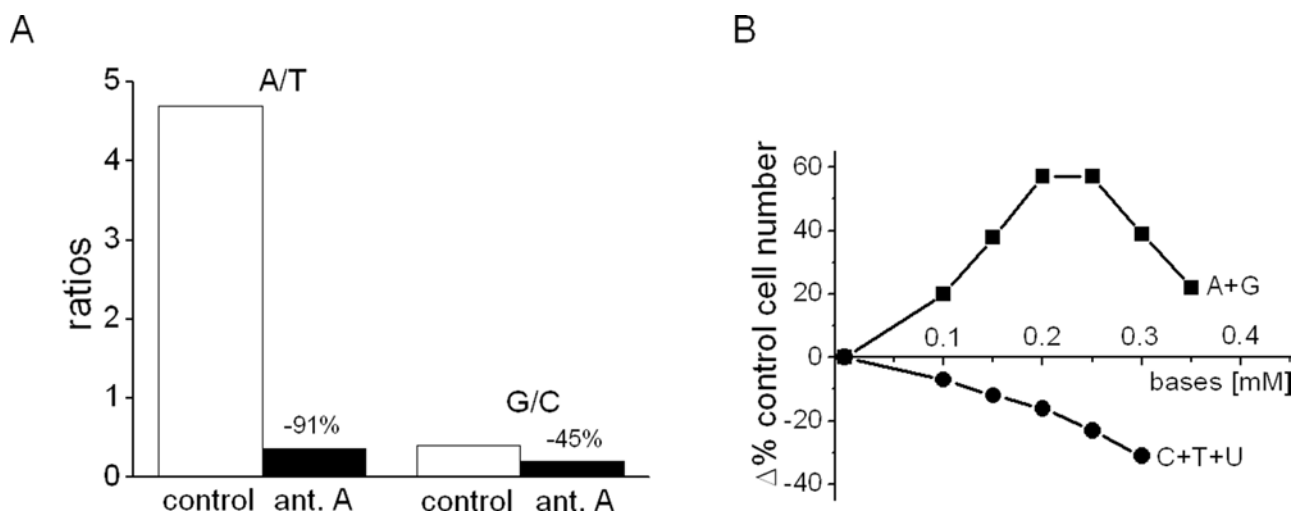 A
ratios
5
4
3
2
1
0
A/T
-91%
G/C
-45%
control ant. A control ant. A
B
Δ% control cell number
60
40
20
0
-20
-40
0.1 0.2 0.3 0.4
bases [mM]
A+G
C+T+U